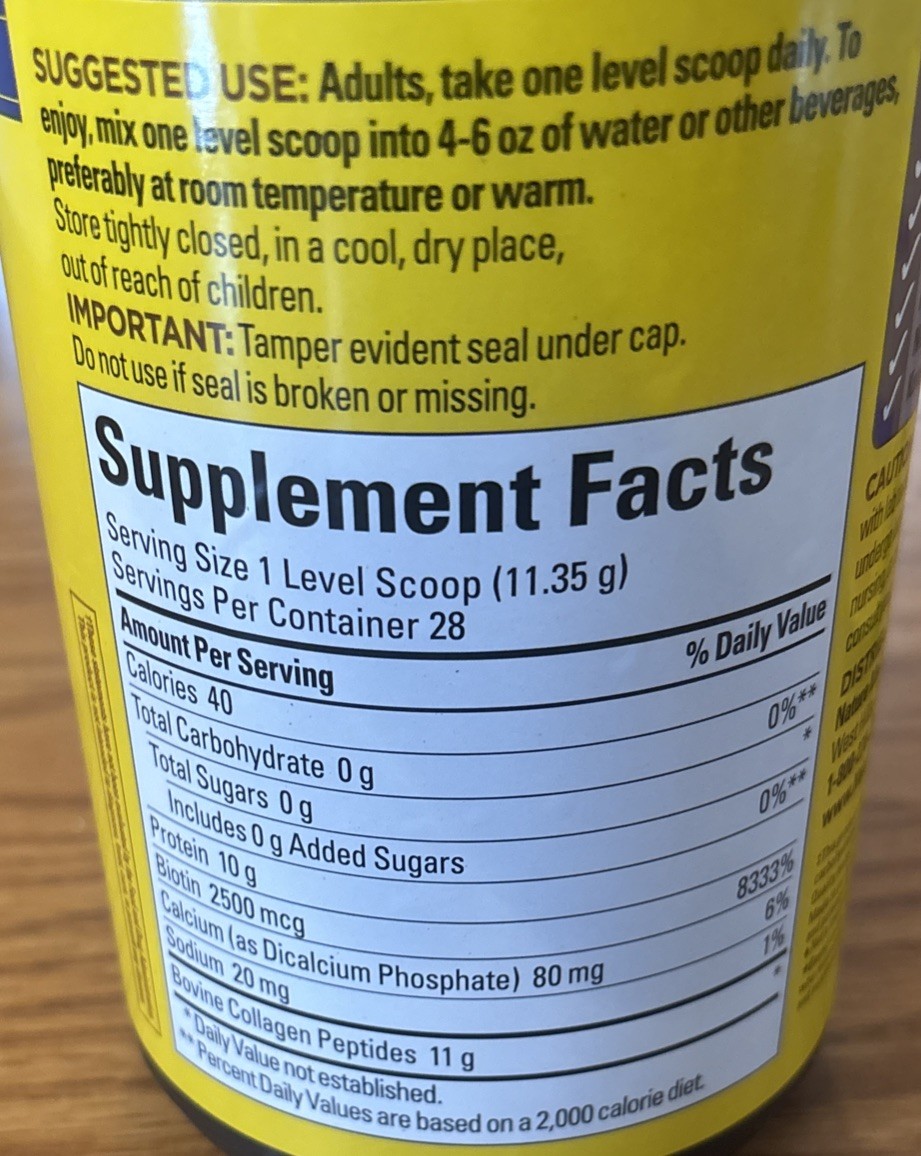 SUGGESTED USE: Adults, take one level scoop daily. To
enjoy, mix one level scoop into 4-6 oz of water or other beverages,
preferably at room temperature or warm.
Store tightly closed, in a cool, dry place,
out of reach of children.
IMPORTANT: Tamper evident seal under cap.
Do not use if seal is broken or missing.
Supplement Facts
Serving Size 1 Level Scoop (11.35 g)
Servings Per Container 28
Amount Per Serving % Daily Value
Calories 40
Total Carbohydrate 0 g 0%**
Total Sugars 0 g *
Includes 0 g Added Sugars 0%**
Protein 10 g
Biotin 2500 mcg 8333%
Calcium (as Dicalcium Phosphate) 80 mg 6%
Sodium 20 mg 1%
Bovine Collagen Peptides 11 g *
*Daily Value not established.
**Percent Daily Values are based on a 2,000 calorie diet.